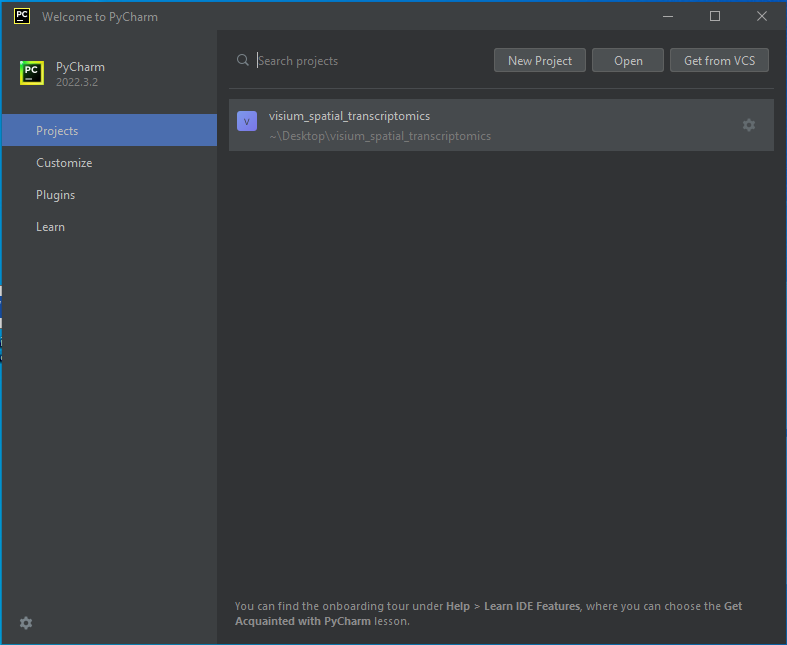 PC Welcome to PyCharm
PC PyCharm
2022.3.2
Projects
Customize
Plugins
Learn
Search projects
New Project
Open
Get from VCS
V visium_spatial_transcriptomics
~\Desktop\visium_spatial_transcriptomics
You can find the onboarding tour under Help > Learn IDE Features, where you can choose the Get
Acquainted with PyCharm lesson.